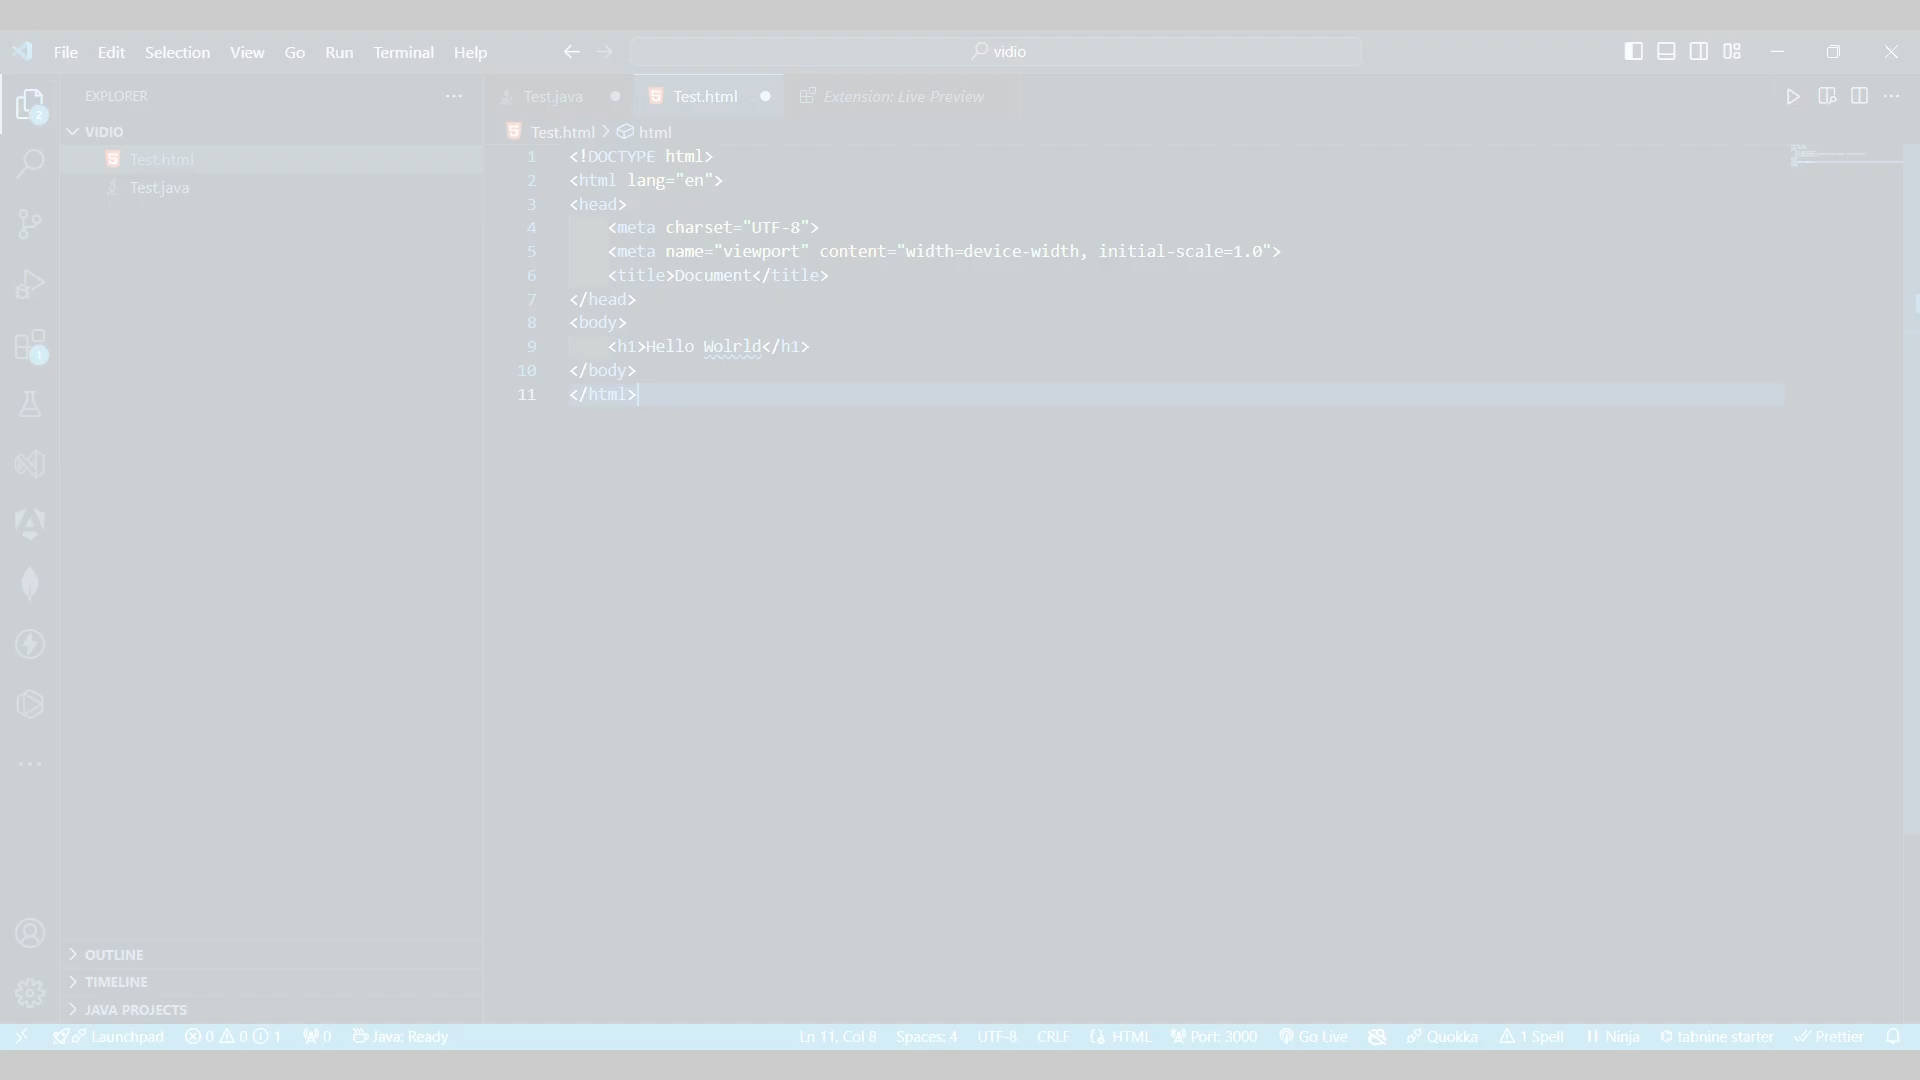 File Edit Selection View Go Run Terminal Help
vidio
EXPLORER
Test.java
Test.html
Extension: Live Preview
2
VIDIO
Test.html > html
Test.html
Test.java
1 <!DOCTYPE html>
2 <html lang="en">
3 <head>
4 <meta charset="UTF-8">
5 <meta name="viewport" content="width=device-width, initial-scale=1.0">
6 <title>Document</title>
7 </head>
8 <body>
9 <h1>Hello Wolrld</h1>
10 </body>
11 </html>
1
OUTLINE
TIMELINE
JAVA PROJECTS
Launchpad 0 0 1 0 Java: Ready Ln 11, Col 8 Spaces: 4 UTF-8 CRLF HTML Port: 3000 Go Live Quokka 1 Spell Ninja tabnine starter Prettier